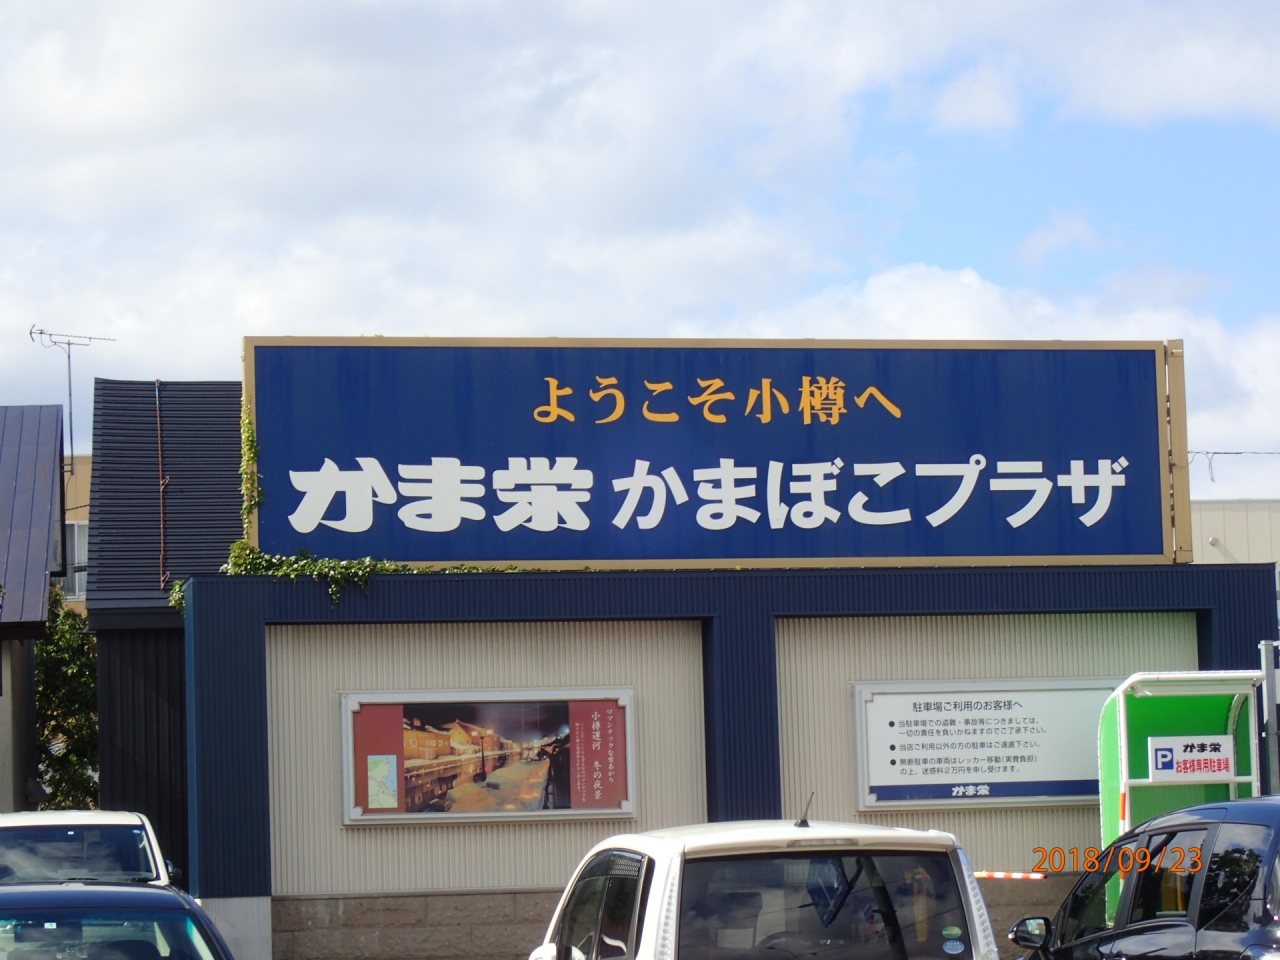 ようこそ小樽へ
かま栄 かまぼこプラザ
ロマンチックな雪あかり
小樽運河 冬の夜景
駐車場ご利用のお客様へ
●当駐車場での盗難・事故等につきましては、
一切の責任を負いかねますのでご了承下さい。
●当店ご利用以外の方の駐車はご遠慮下さい。
●無断駐車の車両はレッカー移動(実費負担)
の上、迷惑料2万円を申し受けます。
かま栄
P かま栄
お客様専用駐車場
2018/09/23